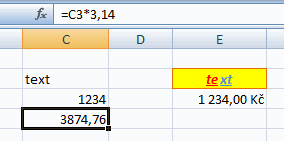 fx =C3*3,14
C D E
text text
1234 1 234,00 Kč
3874,76